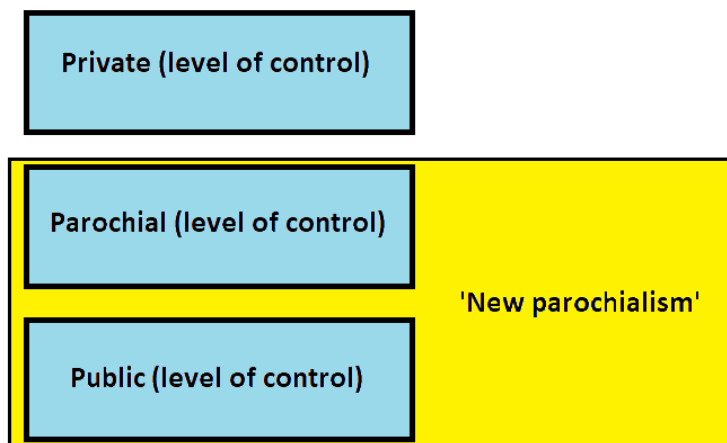 Private (level of control)
Parochial (level of control)
'New parochialism'
Public (level of control)